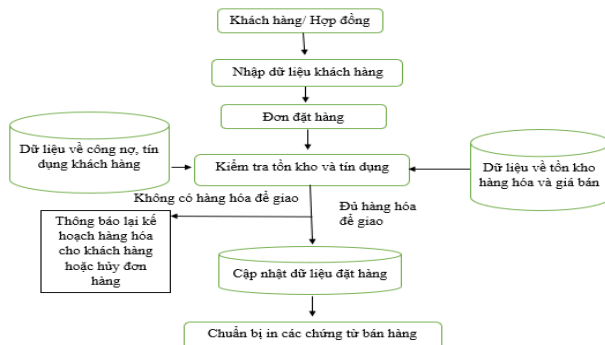 Khách hàng/ Hợp đồng
Nhập dữ liệu khách hàng
Đơn đặt hàng
Dữ liệu về công nợ, tín
dụng khách hàng
Kiểm tra tồn kho và tín dụng
Dữ liệu về tồn kho
hàng hóa và giá bán
Không có hàng hóa để giao
Đủ hàng hóa
để giao
Thông báo lại kế
hoạch hàng hóa
cho khách hàng
hoặc hủy đơn
hàng
Cập nhật dữ liệu đặt hàng
Chuẩn bị in các chứng từ bán hàng